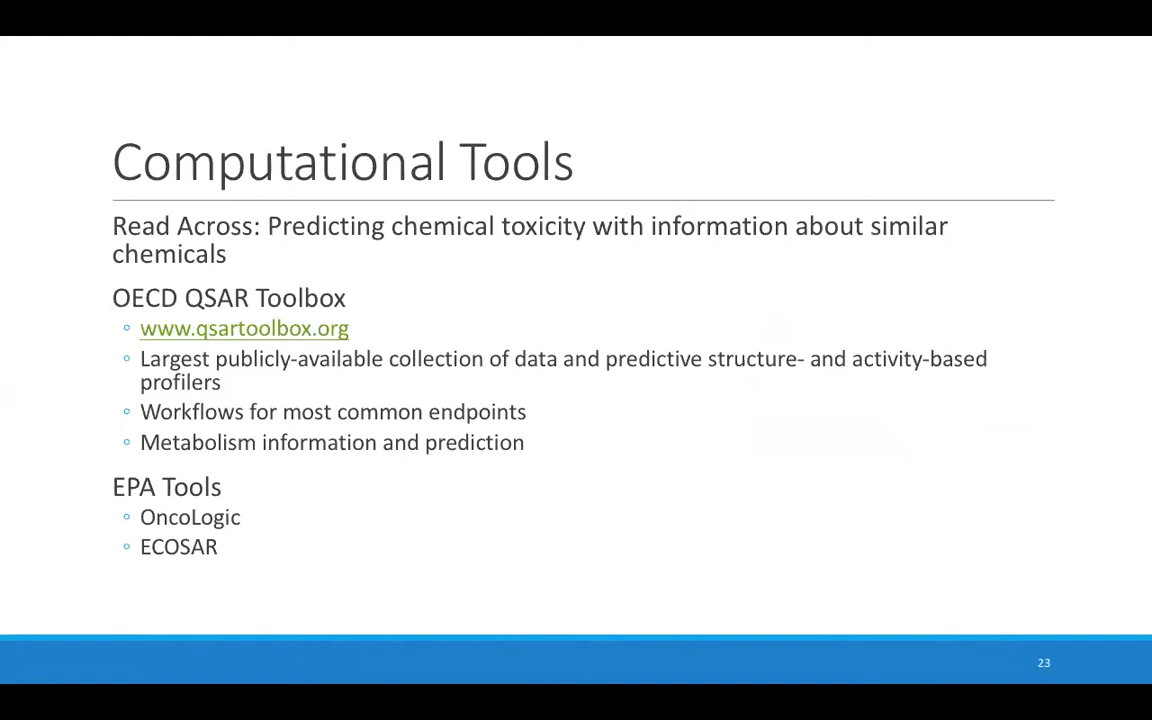 Computational Tools
Read Across: Predicting chemical toxicity with information about similar
chemicals
OECD QSAR Toolbox
◦ www.qsartoolbox.org
◦ Largest publicly-available collection of data and predictive structure- and activity-based
profilers
◦ Workflows for most common endpoints
◦ Metabolism information and prediction
EPA Tools
◦ OncoLogic
◦ ECOSAR
23